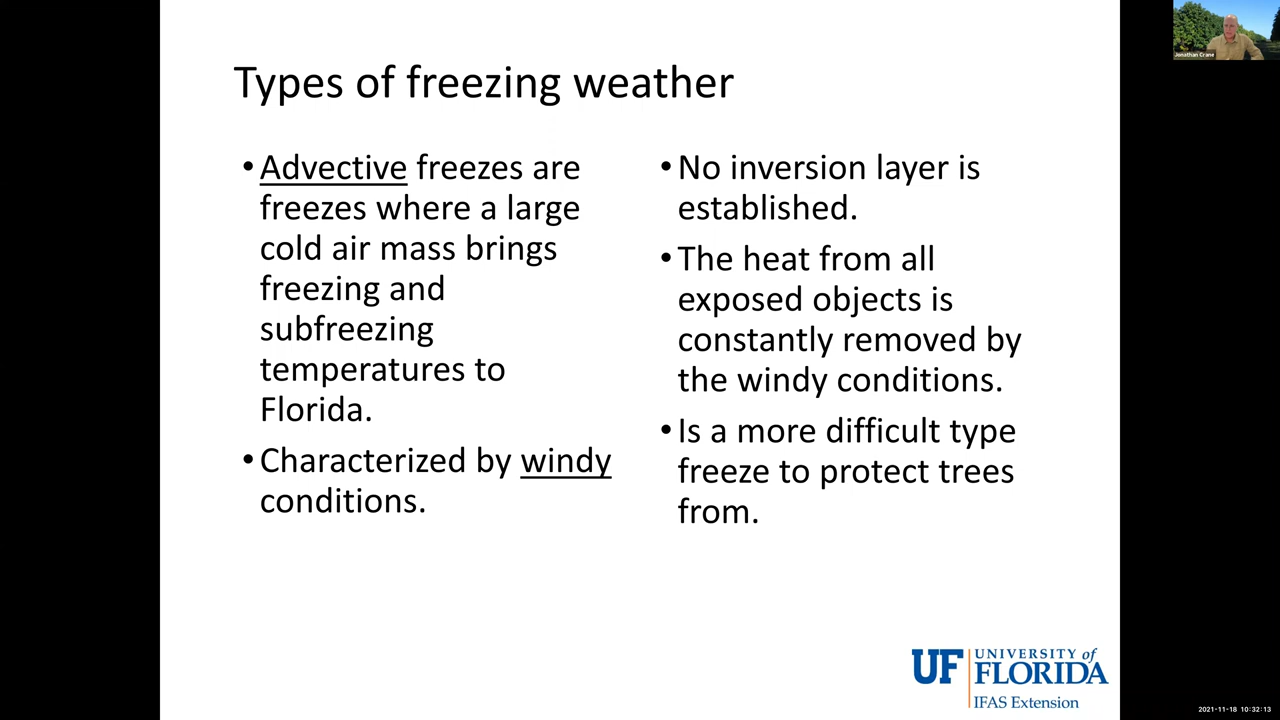 Types of freezing weather
•Advective freezes are
freezes where a large
cold air mass brings
freezing and
subfreezing
temperatures to
Florida.
•Characterized by windy
conditions.
•No inversion layer is
established.
•The heat from all
exposed objects is
constantly removed by
the windy conditions.
•Is a more difficult type
freeze to protect trees
from.
Jonathan Crane
UF UNIVERSITY of
FLORIDA
IFAS Extension
2021-11-18 10:32:13